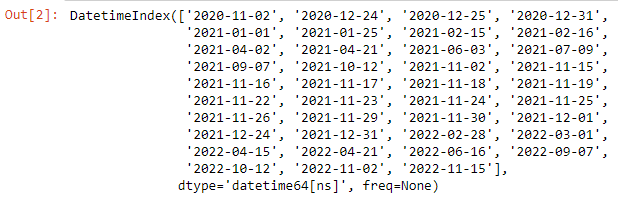 Out[2]: DatetimeIndex(['2020-11-02', '2020-12-24', '2020-12-25', '2020-12-31',
'2021-01-01', '2021-01-25', '2021-02-15', '2021-02-16',
'2021-04-02', '2021-04-21', '2021-06-03', '2021-07-09',
'2021-09-07', '2021-10-12', '2021-11-02', '2021-11-15',
'2021-11-16', '2021-11-17', '2021-11-18', '2021-11-19',
'2021-11-22', '2021-11-23', '2021-11-24', '2021-11-25',
'2021-11-26', '2021-11-29', '2021-11-30', '2021-12-01',
'2021-12-24', '2021-12-31', '2022-02-28', '2022-03-01',
'2022-04-15', '2022-04-21', '2022-06-16', '2022-09-07',
'2022-10-12', '2022-11-02', '2022-11-15'],
dtype='datetime64[ns]', freq=None)